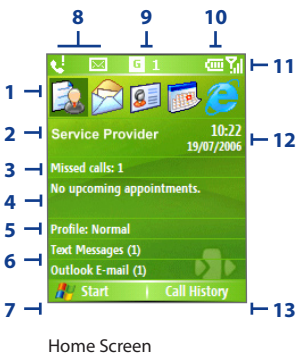 8 9 10
G 1
11
1
2 Service Provider 10:22
19/07/2006 12
3 Missed calls: 1
4 No upcoming appointments.
5 Profile: Normal
6 Text Messages (1)
Outlook E-mail (1)
7 Start Call History 13
Home Screen